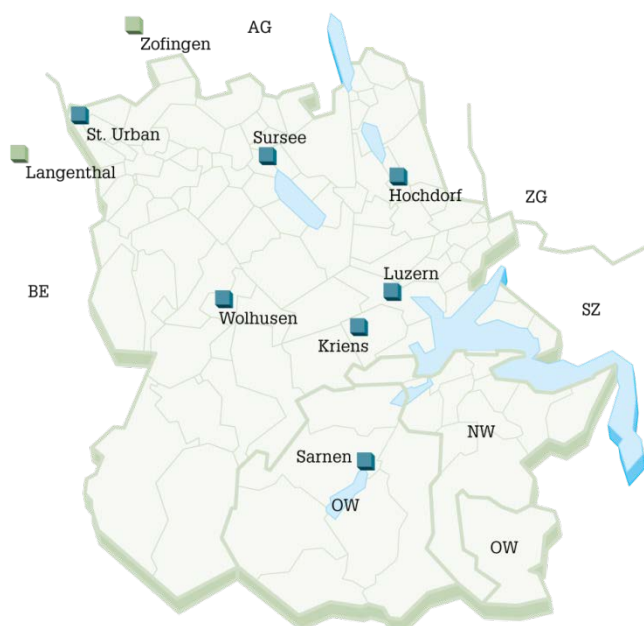 AG
Zofingen
St. Urban
Sursee
Langenthal
Hochdorf
ZG
Luzern
BE
SZ
Wolhusen
Kriens
NW
Sarnen
OW
OW